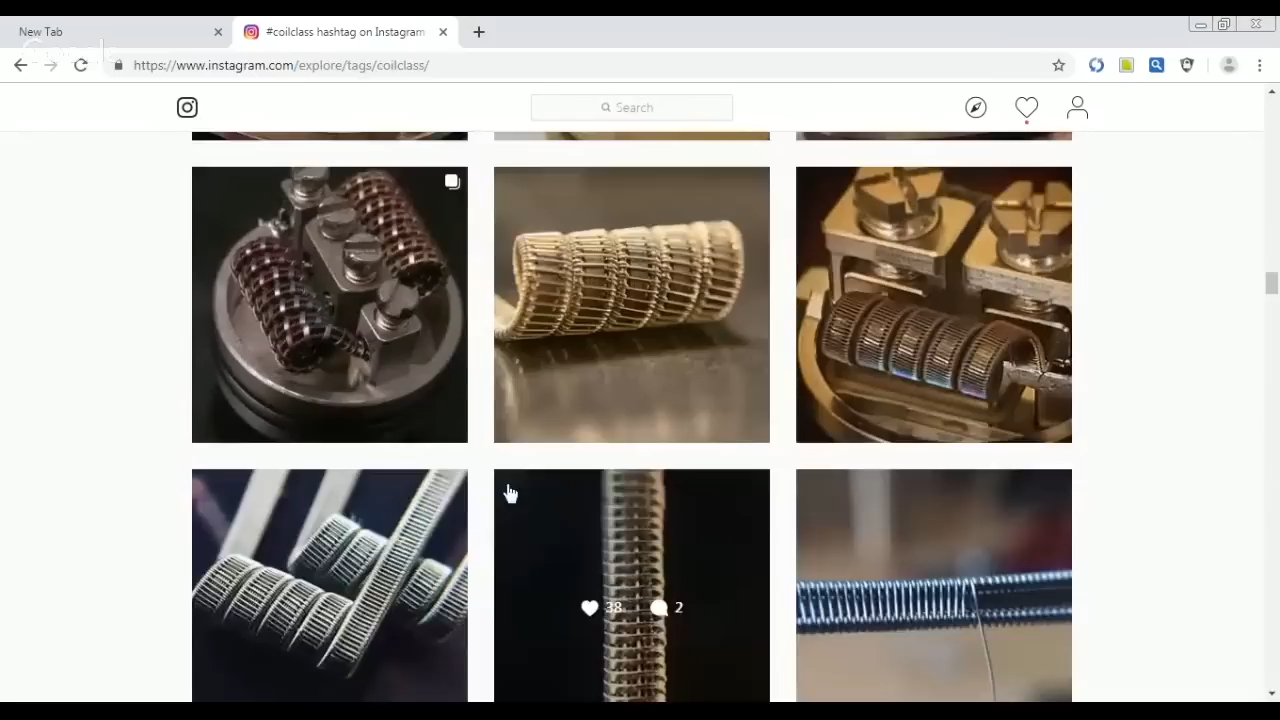 New Tab
#coilclass hashtag on Instagram
https://www.instagram.com/explore/tags/coilclass/
Search
38 2